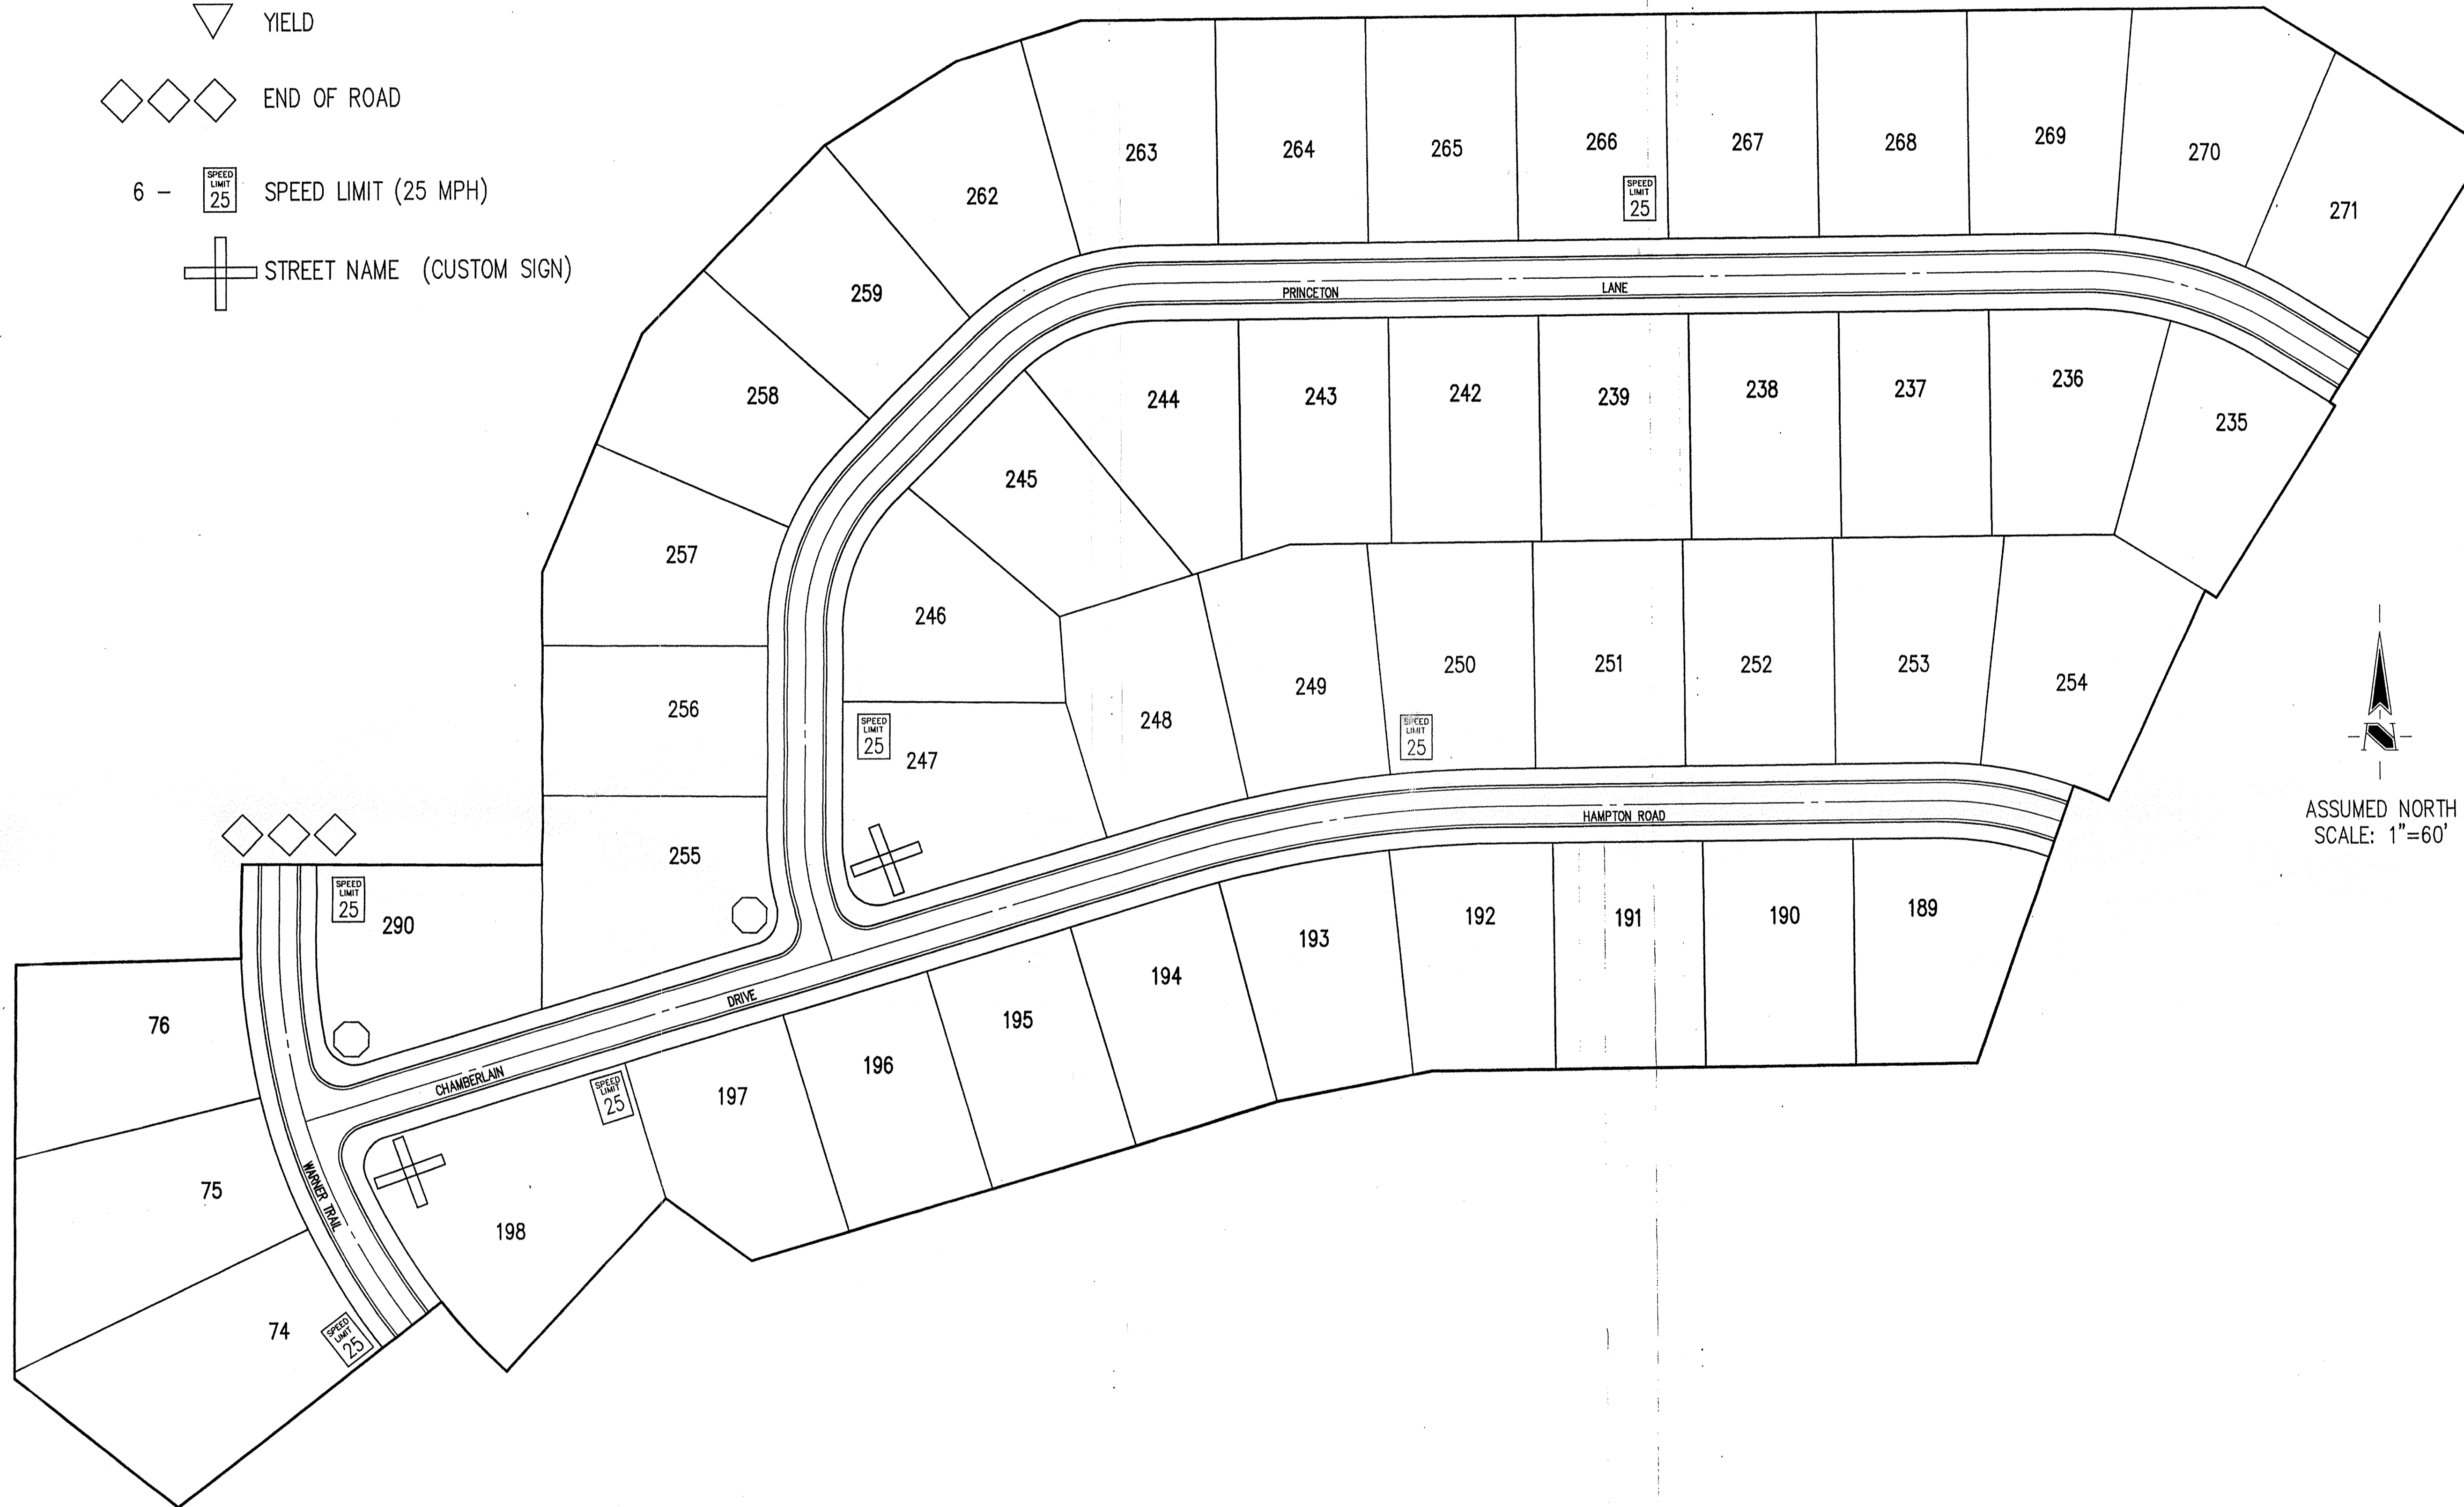 YIELD
END OF ROAD
6 - SPEED LIMIT 25 SPEED LIMIT (25 MPH)
STREET NAME (CUSTOM SIGN)
263
264
265
266
267
268
269
270
271
262
SPEED
LIMIT
25
259
PRINCETON LANE
258
244
243
242
239
238
237
236
235
245
257
246
256
SPEED
LIMIT
25
247
248
249
250
SPEED
LIMIT
25
251
252
253
254
ASSUMED NORTH
SCALE: 1"=60'
N
HAMPTON ROAD
255
SPEED
LIMIT
25
290
76
CHAMBERLAIN DRIVE
197
196
195
194
193
192
191
190
189
SPEED
LIMIT
25
75
WARNER TRAIL
198
74
SPEED
LIMIT
25